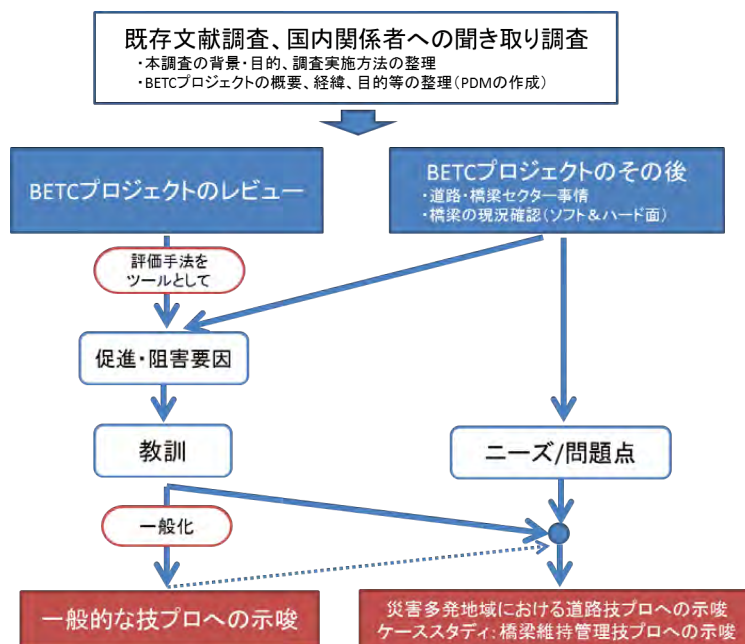 既存文献調査、国内関係者への聞き取り調査
・本調査の背景・目的、調査実施方法の整理
・BETCプロジェクトの概要、経緯、目的等の整理(PDMの作成)
BETCプロジェクトのレビュー
BETCプロジェクトのその後
・道路・橋梁セクター事情
・橋梁の現況確認(ソフト&ハード面)
評価手法を
ツールとして
促進・阻害要因
教訓
ニーズ/問題点
一般化
一般的な技プロへの示唆
災害多発地域における道路技プロへの示唆
ケーススタディ:橋梁維持管理技プロへの示唆